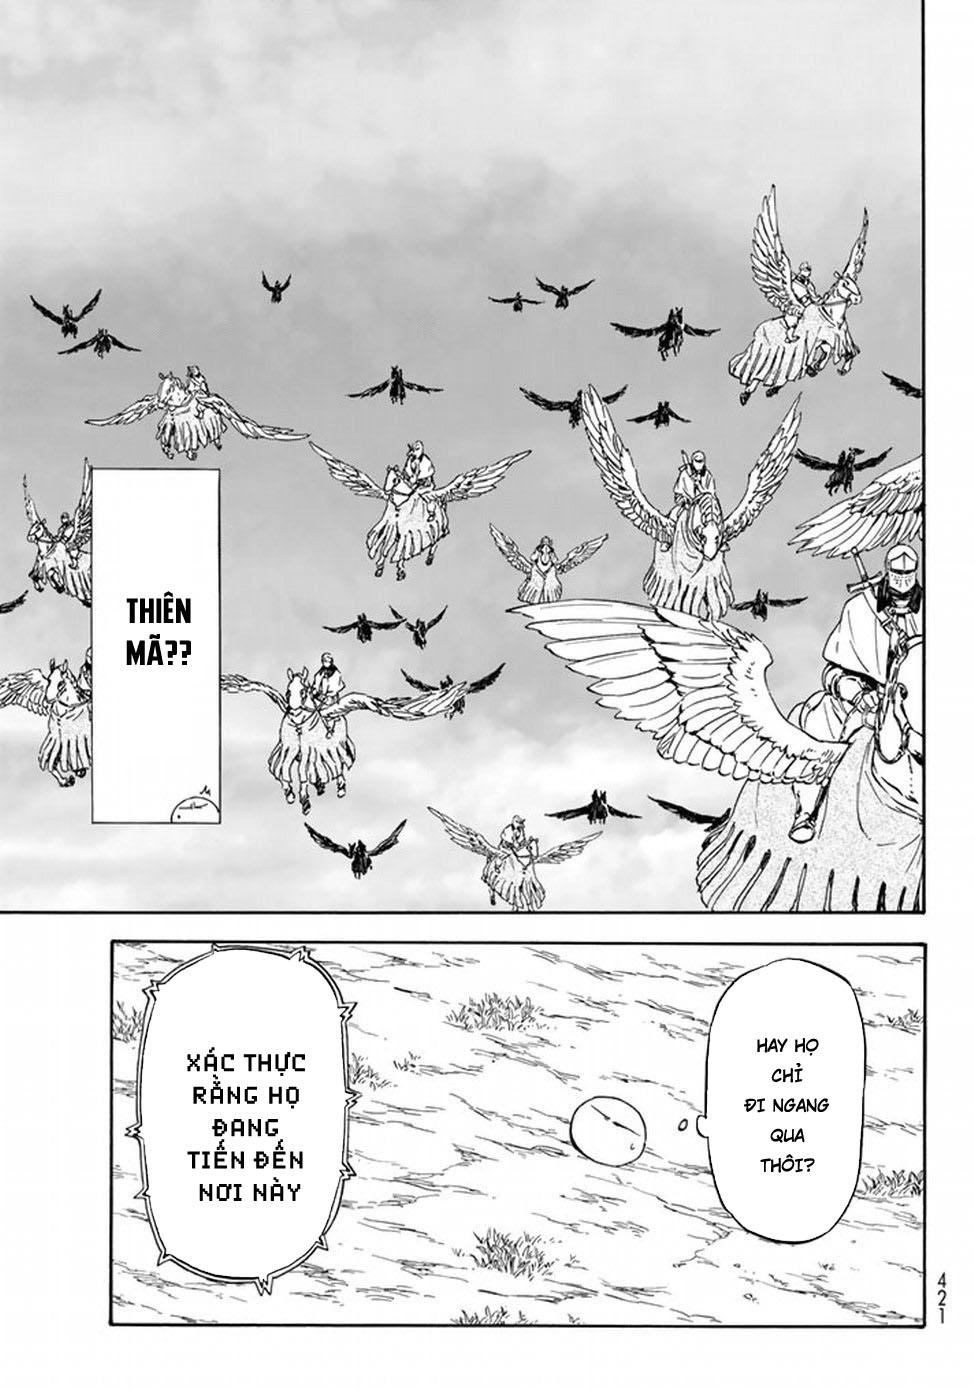 THIÊN
MÃ??
HAY HỌ
CHỈ
ĐI NGANG
QUA
THÔI?
XÁC THỰC
RẰNG HỌ
ĐANG
TIẾN ĐẾN
NƠI NÀY
421